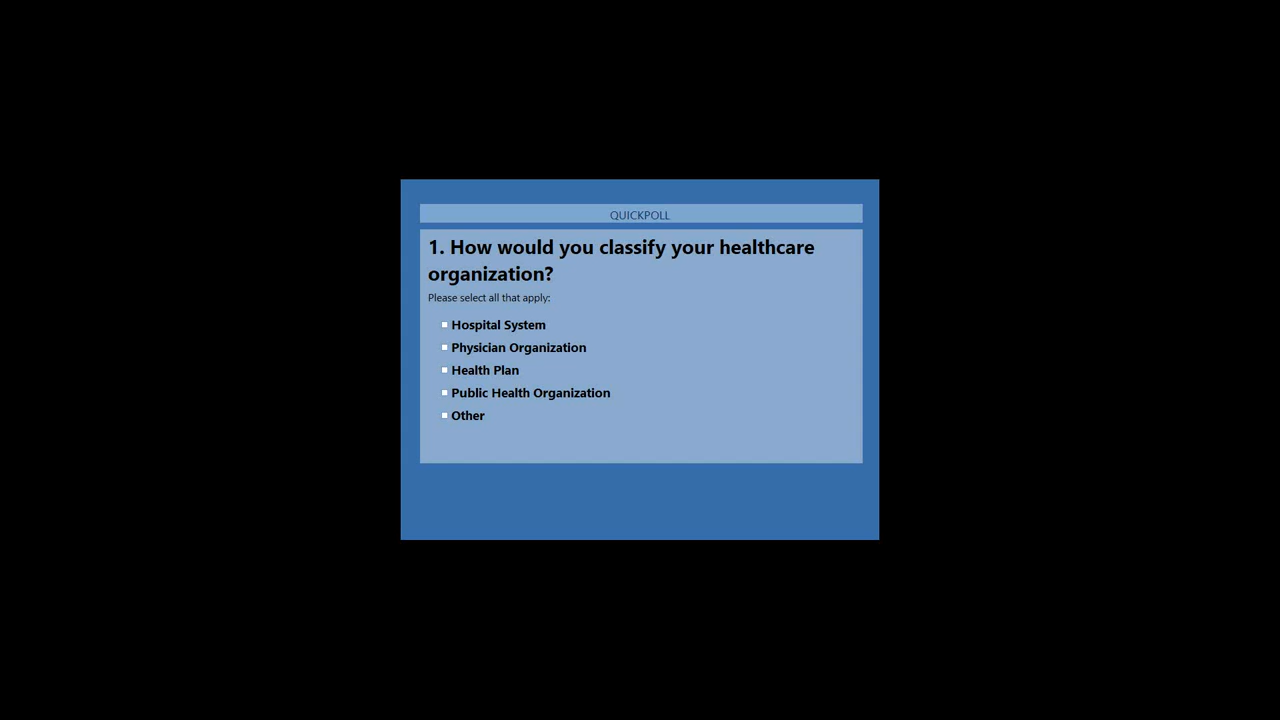 QUICKPOLL
1. How would you classify your healthcare
organization?
Please select all that apply:
Hospital System
Physician Organization
Health Plan
Public Health Organization
Other